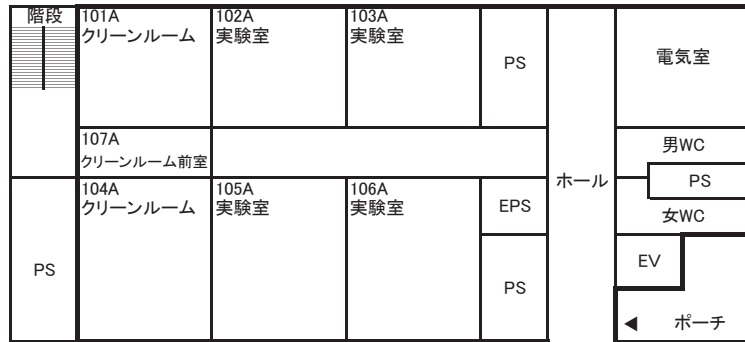 階段
101A
クリーンルーム
102A
実験室
103A
実験室
PS
電気室
107A
クリーンルーム前室
男WC
ホール
PS
104A
クリーンルーム
105A
実験室
106A
実験室
EPS
女WC
PS
EV
PS
◀ ポーチ